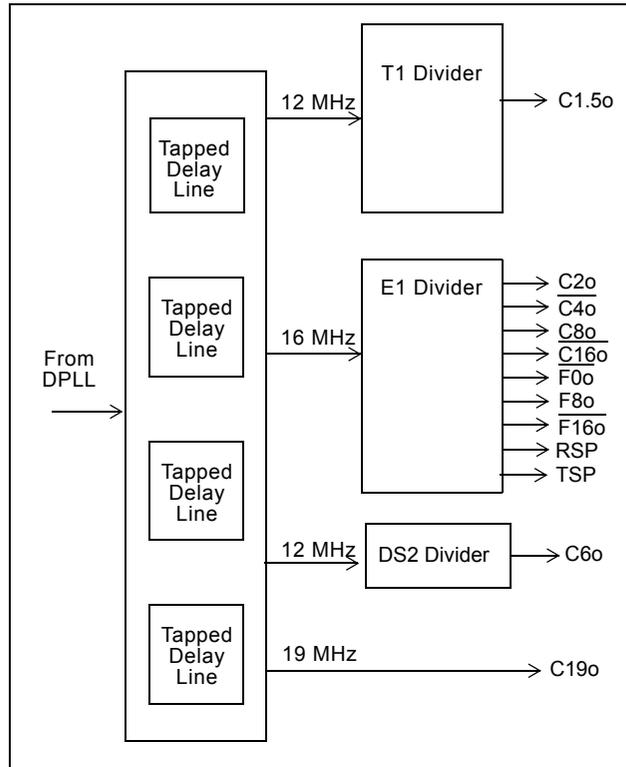 T1 Divider
12 MHz
C1.5o
Tapped
Delay
Line
E1 Divider
C2o
C4o
C8o
C16o
F0o
F8o
F16o
RSP
TSP
Tapped
Delay
Line
16 MHz
From
DPLL
Tapped
Delay
Line
12 MHz
DS2 Divider
C6o
Tapped
Delay
Line
19 MHz
C19o